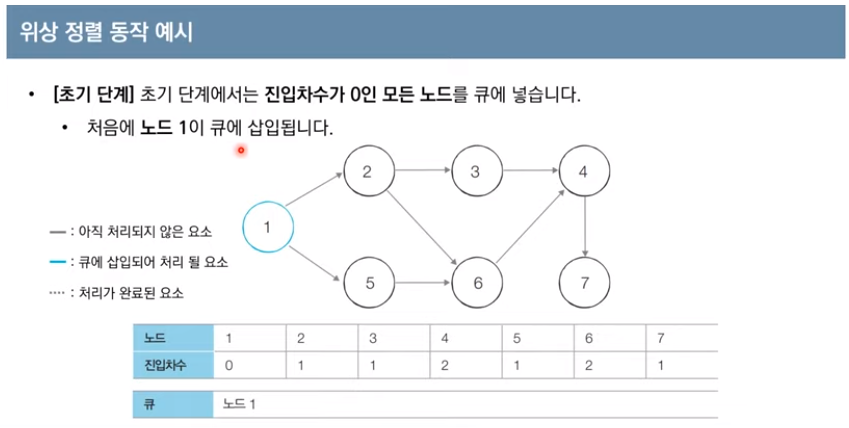 위상 정렬 동작 예시
• [초기 단계] 초기 단계에서는 진입차수가 0인 모든 노드를 큐에 넣습니다.
• 처음에 노드 1이 큐에 삽입됩니다.
2 3 4
1
: 아직 처리되지 않은 요소
: 큐에 삽입되어 처리 될 요소
: 처리가 완료된 요소
5 6 7
노드 1 2 3 4 5 6 7
진입차수 0 1 1 2 1 2 1
큐 노드 1